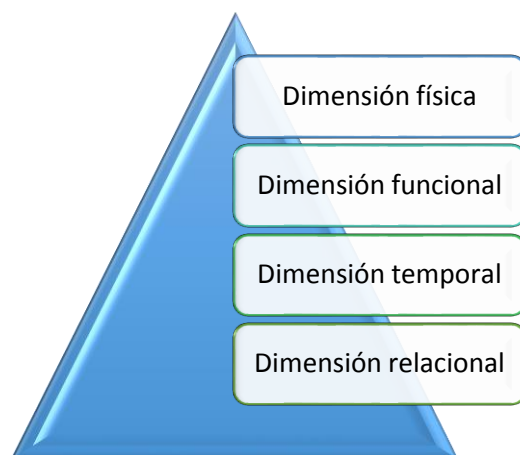 Dimensión física
Dimensión funcional
Dimensión temporal
Dimensión relacional